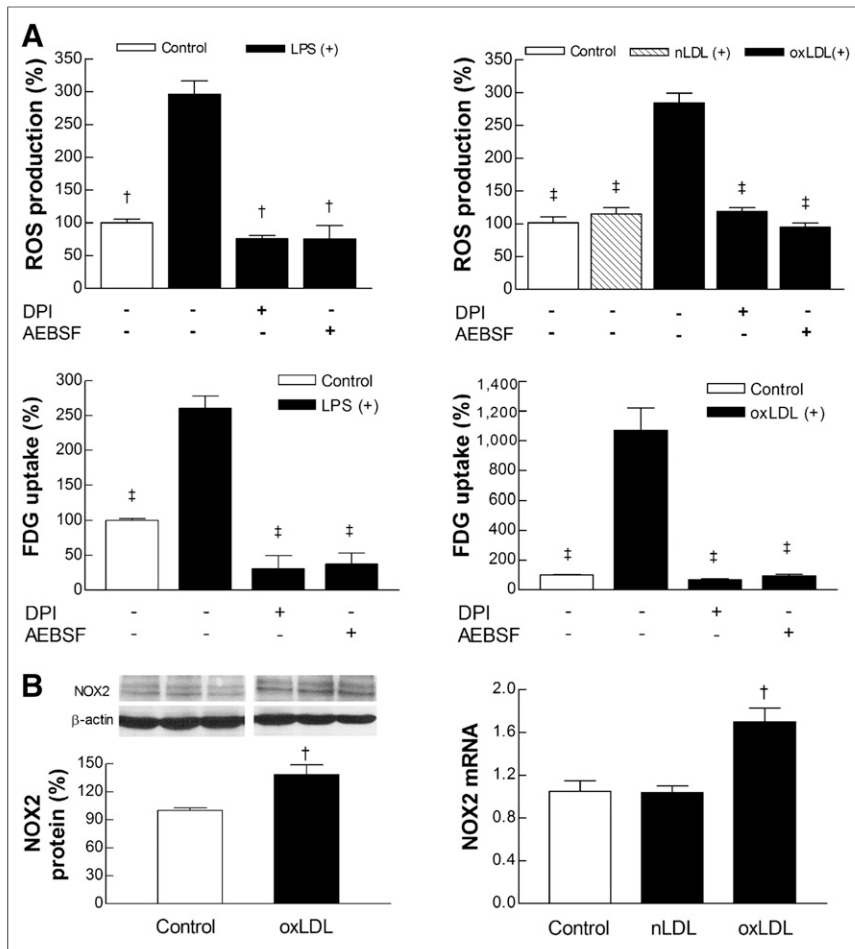 A
Control LPS (+)
ROS production (%)
350
300
250
200
150
100
50
0
† † †
DPI - - + -
AEBSF - - - +
Control nLDL (+) oxLDL(+)
ROS production (%)
350
300
250
200
150
100
50
0
‡ ‡ ‡ ‡
- - - + -
- - - - +
Control
LPS (+)
FDG uptake (%)
300
250
200
150
100
50
0
‡ ‡ ‡
DPI - - + -
AEBSF - - - +
Control
oxLDL (+)
FDG uptake (%)
1,400
1,200
1,000
800
600
400
200
0
‡ ‡ ‡
DPI - - + -
AEBSF - - - +
B
NOX2
β-actin
NOX2
protein (%)
150
120
90
60
30
0
†
Control oxLDL
NOX2 mRNA
2.0
1.6
1.2
0.8
0.4
0.0
†
Control nLDL oxLDL